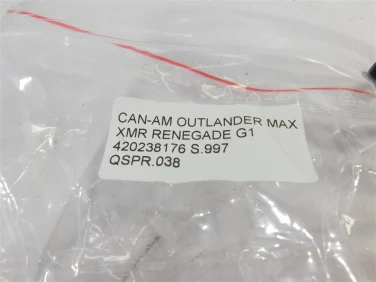 CAN-AM OUTLANDER MAX
XMR RENEGADE G1
420238176 S.997
QSPR.038